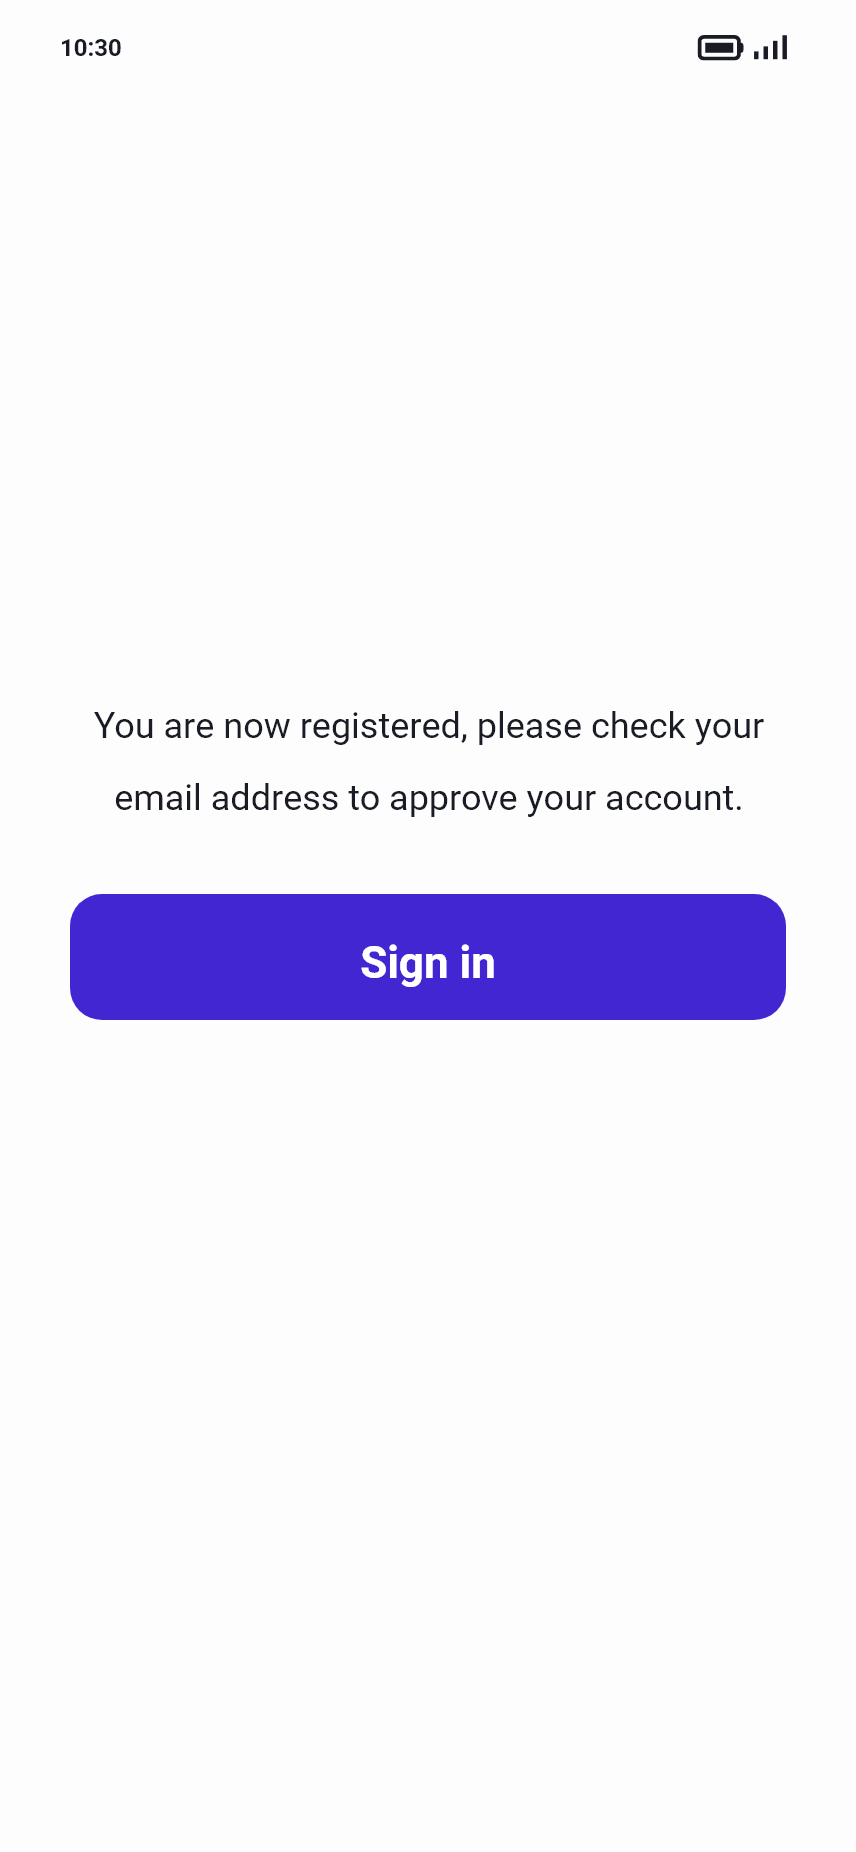 10:30
You are now registered, please check your
email address to approve your account.
Sign in